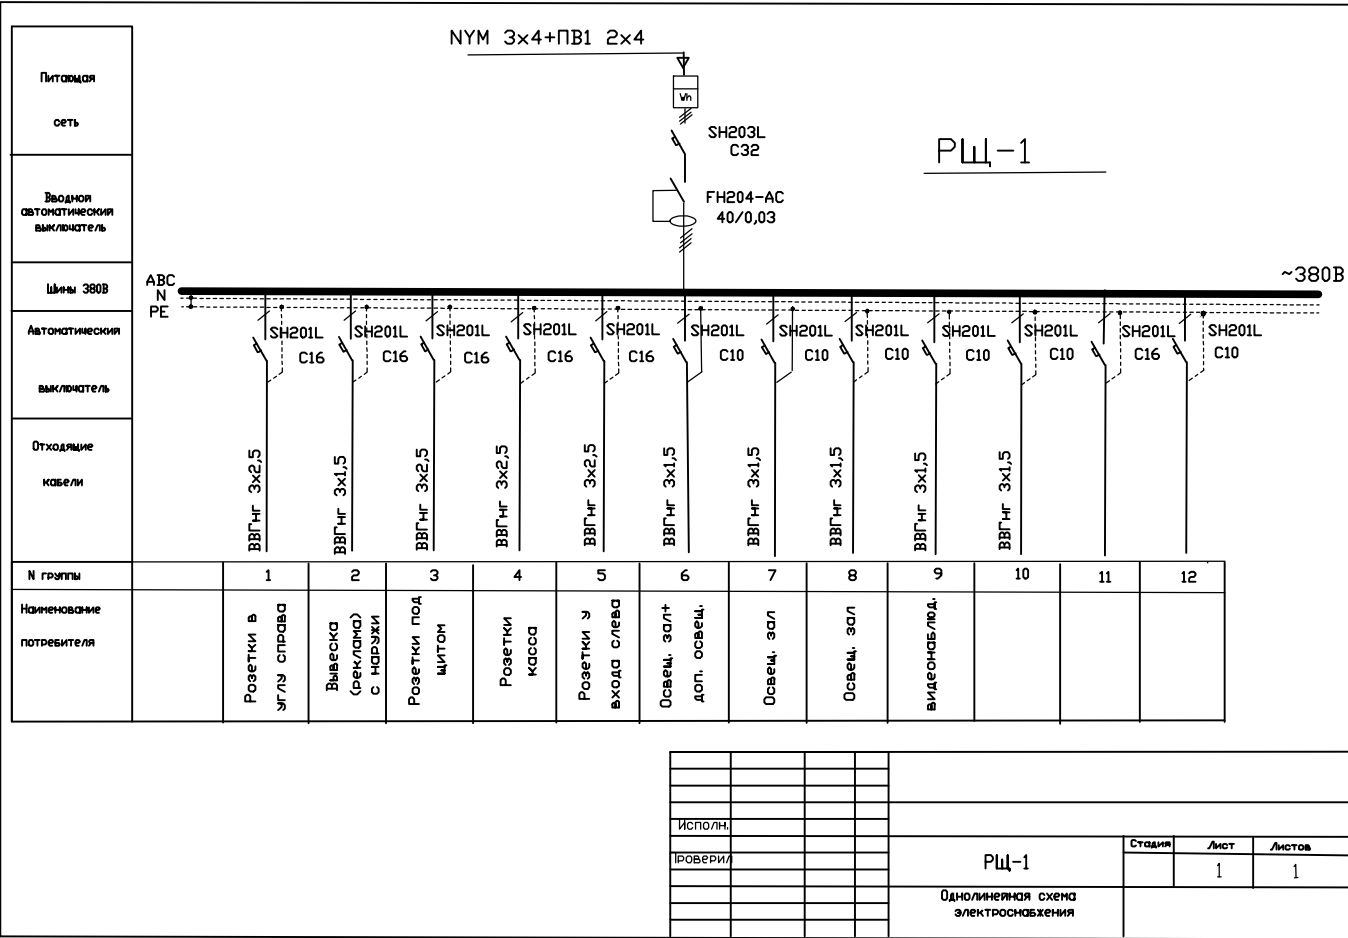 NYM 3x4+ПВ1 2x4
Питающая
сеть
Wh
SH203L
C32
РЩ-1
Вводной
автоматический
выключатель
FH204-AC
40/0,03
Шины 380В
ABC
N
PE
~380В
Автоматический
выключатель
SH201L
C16
SH201L
C16
SH201L
C16
SH201L
C16
SH201L
C16
SH201L
C10
SH201L
C10
SH201L
C10
SH201L
C10
SH201L
C10
SH201L
C16
SH201L
C10
Отходящие
кабели
ВВГнг 3x2,5
ВВГнг 3x1,5
ВВГнг 3x2,5
ВВГнг 3x2,5
ВВГнг 3x2,5
ВВГнг 3x1,5
ВВГнг 3x1,5
ВВГнг 3x1,5
ВВГнг 3x1,5
ВВГнг 3x1,5
N группы
1
2
3
4
5
6
7
8
9
10
11
12
Наименование
потребителя
Розетки в
углу справа
Вывеска
(реклама)
с наружи
Розетки под
щитом
Розетки
касса
Розетки у
входа слева
Освещ. зал+
доп. освещ.
Освещ. зал
Освещ. зал
видеонаблюд.
Исполн.
Проверил
РЩ-1
Стадия
Лист
Листов
1
1
Однолинейная схема
электроснабжения